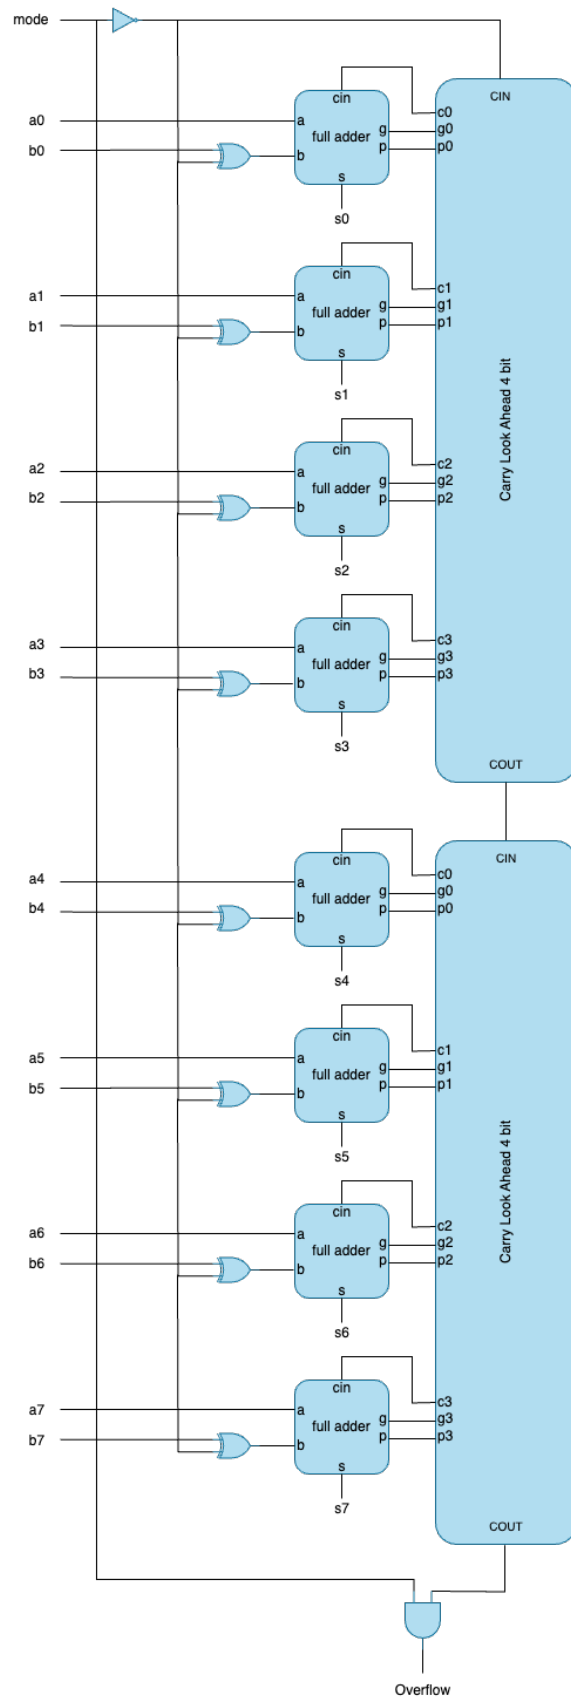 mode
CIN
cin
c0
a0
a
g
g0
full adder
b0
b
p
p0
s
s0
cin
c1
a1
a
g
g1
full adder
b1
b
p
p1
s
s1
Carry Look Ahead 4 bit
cin
c2
a2
a
g
g2
full adder
b2
b
p
p2
s
s2
cin
c3
a3
a
g
g3
full adder
b3
b
p
p3
s
s3
COUT
CIN
cin
c0
a4
a
g
g0
full adder
b4
b
p
p0
s
s4
cin
c1
a5
a
g
g1
full adder
b5
b
p
p1
s
s5
Carry Look Ahead 4 bit
cin
c2
a6
a
g
g2
full adder
b6
b
p
p2
s
s6
cin
c3
a7
a
g
g3
full adder
b7
b
p
p3
s
s7
COUT
Overflow